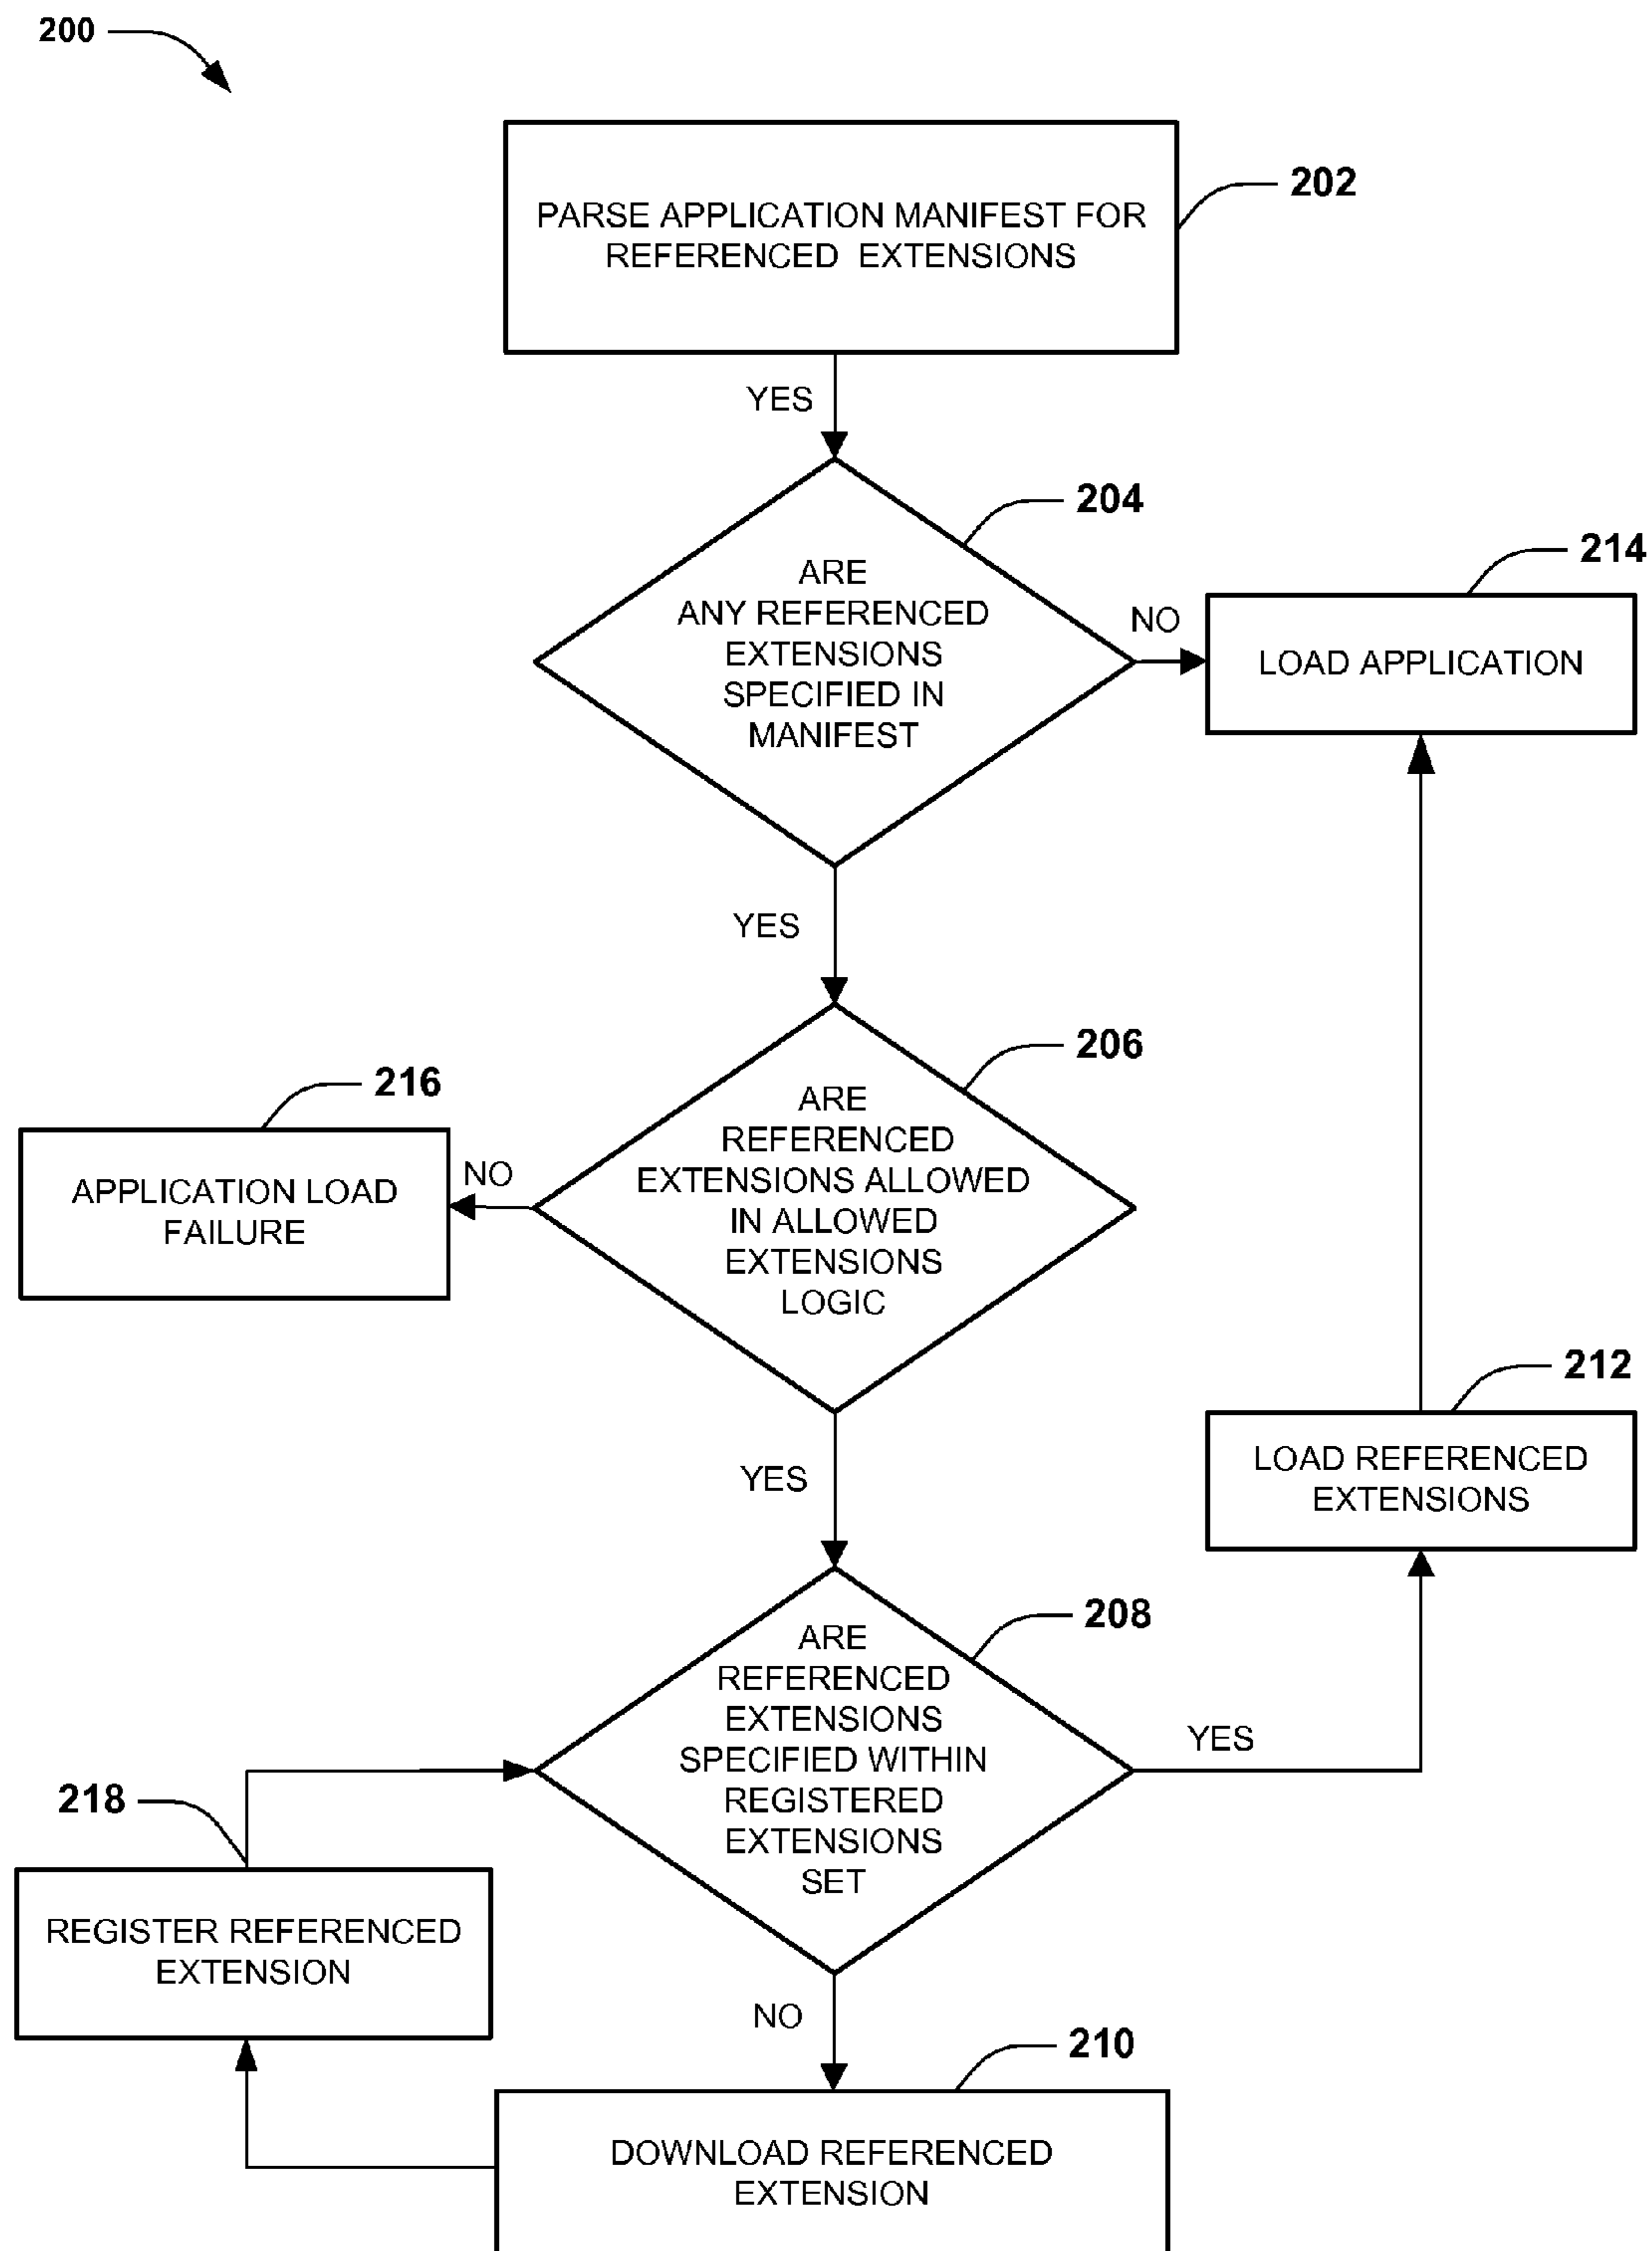 200
202
PARSE APPLICATION MANIFEST FOR
REFERENCED EXTENSIONS
YES
204
ARE
ANY REFERENCED
EXTENSIONS
SPECIFIED IN
MANIFEST
NO
214
LOAD APPLICATION
YES
206
ARE
REFERENCED
EXTENSIONS ALLOWED
IN ALLOWED
EXTENSIONS
LOGIC
216
NO
APPLICATION LOAD
FAILURE
YES
212
LOAD REFERENCED
EXTENSIONS
208
ARE
REFERENCED
EXTENSIONS
SPECIFIED WITHIN
REGISTERED
EXTENSIONS
SET
YES
218
REGISTER REFERENCED
EXTENSION
NO
210
DOWNLOAD REFERENCED
EXTENSION